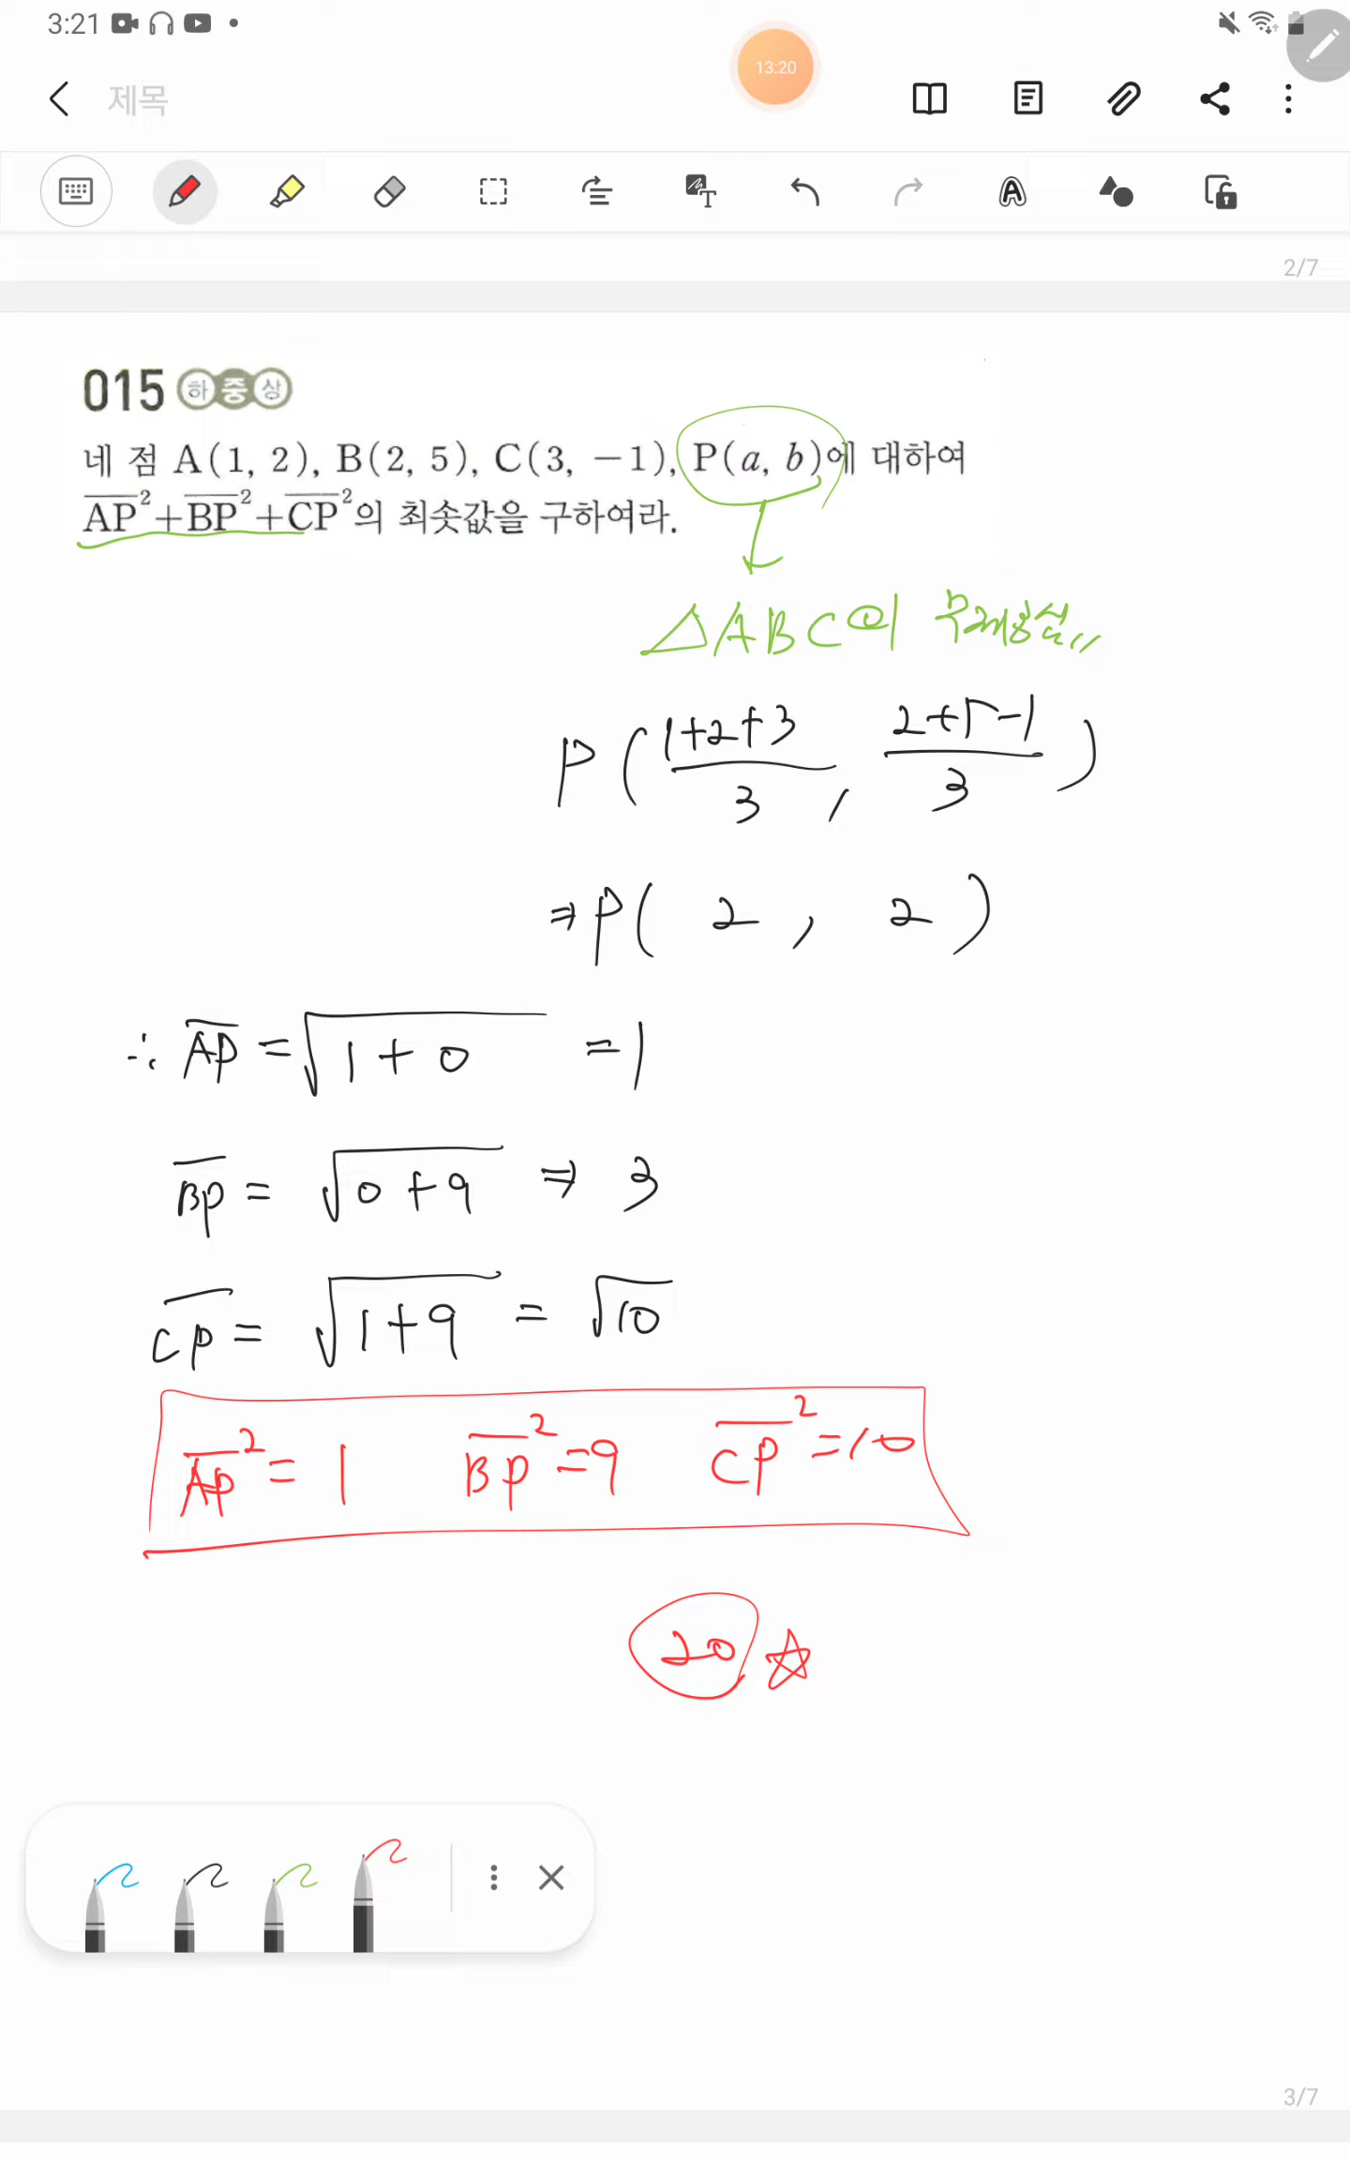 3:21
13:20
제목
2/7
015 하 중 상
네 점 A(1, 2), B(2, 5), C(3, −1), P(a, b)에 대하여
AP²+BP²+CP²의 최솟값을 구하여라.
△ABC의 무게중심〃
P( (1+2+3)/3 , (2+5-1)/3 )
⇒P( 2 , 2 )
∴ AP = √(1+0) = 1
BP = √(0+9) ⇒ 3
CP = √(1+9) = √10
AP² = 1 BP² = 9 CP² = 10
20 ☆
3/7